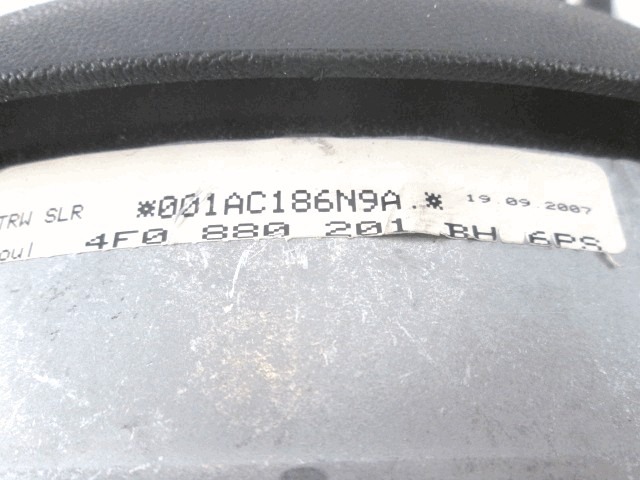 TRW SLR *001AC186N9A.* 19.09.2007
4F0 880 201 BH 6PS